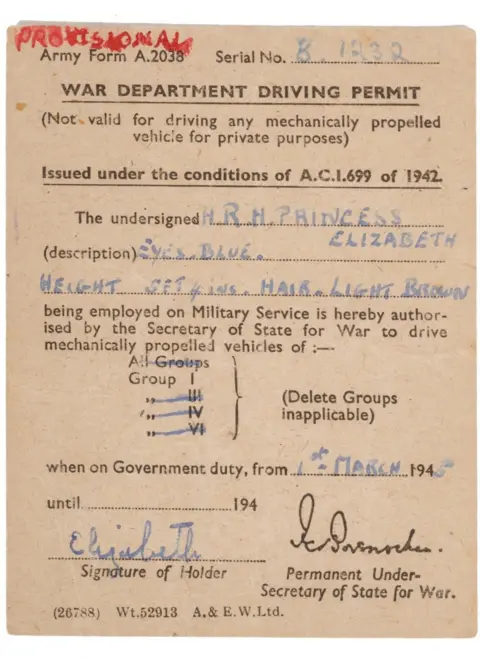 PROVISIONAL
Army Form A.2038 Serial No. B 1232
WAR DEPARTMENT DRIVING PERMIT
(Not valid for driving any mechanically propelled
vehicle for private purposes)
Issued under the conditions of A.C.I.699 of 1942.
The undersigned H.R.H. PRINCESS
ELIZABETH
(description) EYES. BLUE.
HEIGHT 5FT 4 INS. HAIR. LIGHT BROWN
being employed on Military Service is hereby author-
ised by the Secretary of State for War to drive
mechanically propelled vehicles of :—
All Groups
Group I
„ III
„ IV
„ VI
(Delete Groups
inapplicable)
when on Government duty, from 1st MARCH 1945
until 194
Elizabeth
Signature of Holder
Permanent Under-
Secretary of State for War.
(26788) Wt.52913 A.& E.W.Ltd.